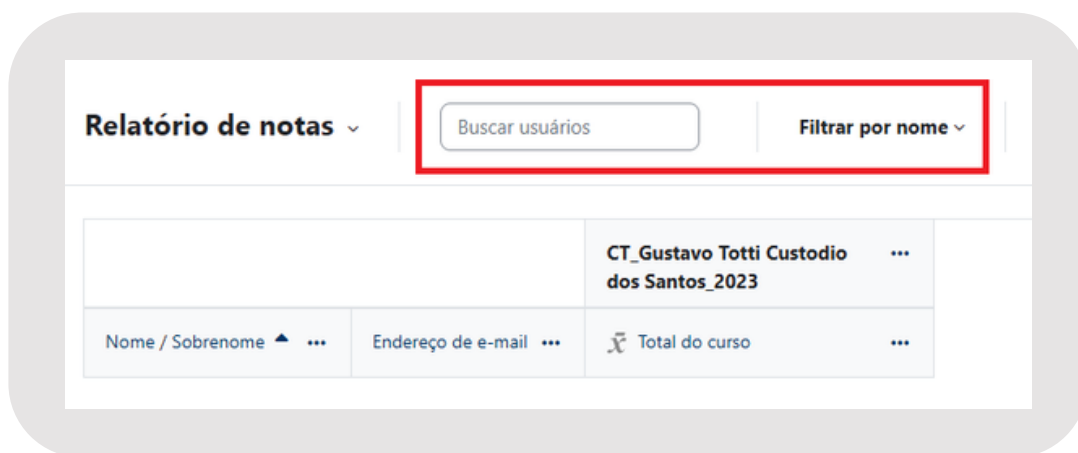 Relatório de notas
Buscar usuários
Filtrar por nome
CT_Gustavo Totti Custodio
dos Santos_2023
Nome / Sobrenome
Endereço de e-mail
x̄ Total do curso